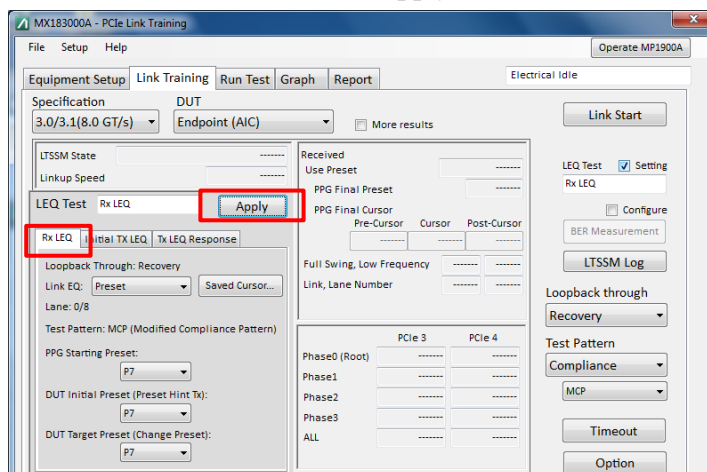 MX183000A - PCIe Link Training
File Setup Help
Operate MP1900A
Equipment Setup Link Training Run Test Graph Report
Electrical Idle
Specification DUT
3.0/3.1(8.0 GT/s) Endpoint (AIC)
More results
Link Start
LTSSM State -------
Linkup Speed -------
LEQ Test Rx LEQ Apply
Rx LEQ Initial TX LEQ Tx LEQ Response
Loopback Through: Recovery
Link EQ: Preset Saved Cursor...
Lane: 0/8
Test Pattern: MCP (Modified Compliance Pattern)
PPG Starting Preset:
P7
DUT Initial Preset (Preset Hint Tx):
P7
DUT Target Preset (Change Preset):
P7
Received
Use Preset -------
PPG Final Preset -------
PPG Final Cursor
Pre-Cursor Cursor Post-Cursor
------- ------- -------
Full Swing, Low Frequency ------- -------
Link, Lane Number ------- -------
PCIe 3 PCIe 4
Phase0 (Root) ------- -------
Phase1 ------- -------
Phase2 ------- -------
Phase3 ------- -------
ALL ------- -------
LEQ Test Setting
Rx LEQ
Configure
BER Measurement
LTSSM Log
Loopback through
Recovery
Test Pattern
Compliance
MCP
Timeout
Option